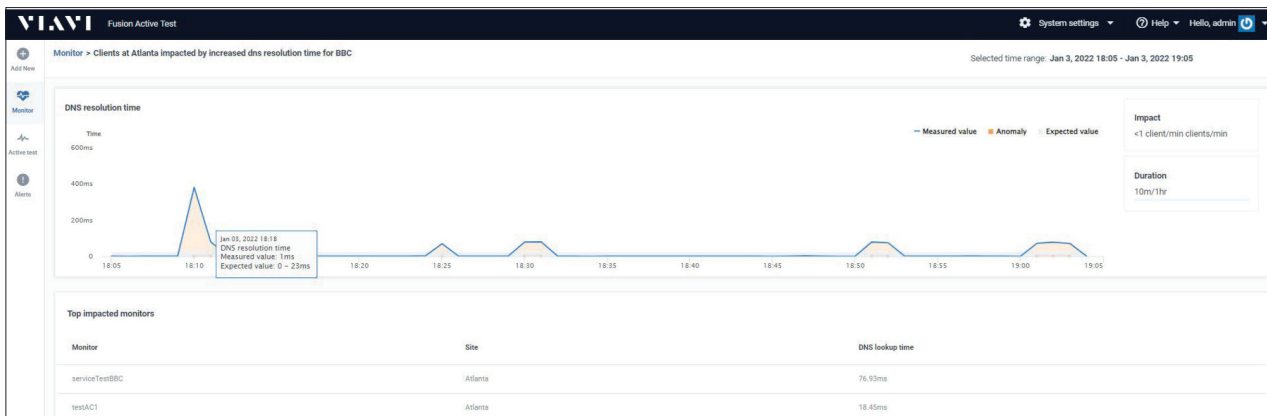 VIAVI Fusion Active Test System settings Help Hello, admin
Add New
Monitor
Active test
Alerts
Monitor > Clients at Atlanta impacted by increased dns resolution time for BBC
Selected time range: Jan 3, 2022 18:05 - Jan 3, 2022 19:05
DNS resolution time
Measured value Anomaly Expected value
Time
600ms
400ms
200ms
0
18:05 18:10 18:20 18:25 18:30 18:35 18:40 18:45 18:50 18:55 19:00 19:05
Jan 03, 2022 18:18
DNS resolution time
Measured value: 1ms
Expected value: 0 ~ 23ms
Impact
<1 client/min clients/min
Duration
10m/1hr
Top impacted monitors
Monitor Site DNS lookup time
serviceTestBBC Atlanta 76.93ms
testAC1 Atlanta 18.45ms